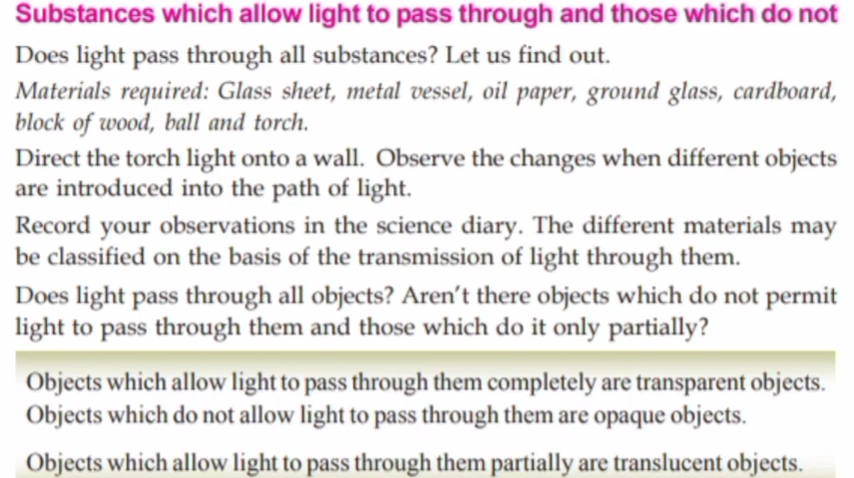 Substances which allow light to pass through and those which do not
Does light pass through all substances? Let us find out.
Materials required: Glass sheet, metal vessel, oil paper, ground glass, cardboard,
block of wood, ball and torch.
Direct the torch light onto a wall. Observe the changes when different objects
are introduced into the path of light.
Record your observations in the science diary. The different materials may
be classified on the basis of the transmission of light through them.
Does light pass through all objects? Aren't there objects which do not permit
light to pass through them and those which do it only partially?
Objects which allow light to pass through them completely are transparent objects.
Objects which do not allow light to pass through them are opaque objects.
Objects which allow light to pass through them partially are translucent objects.